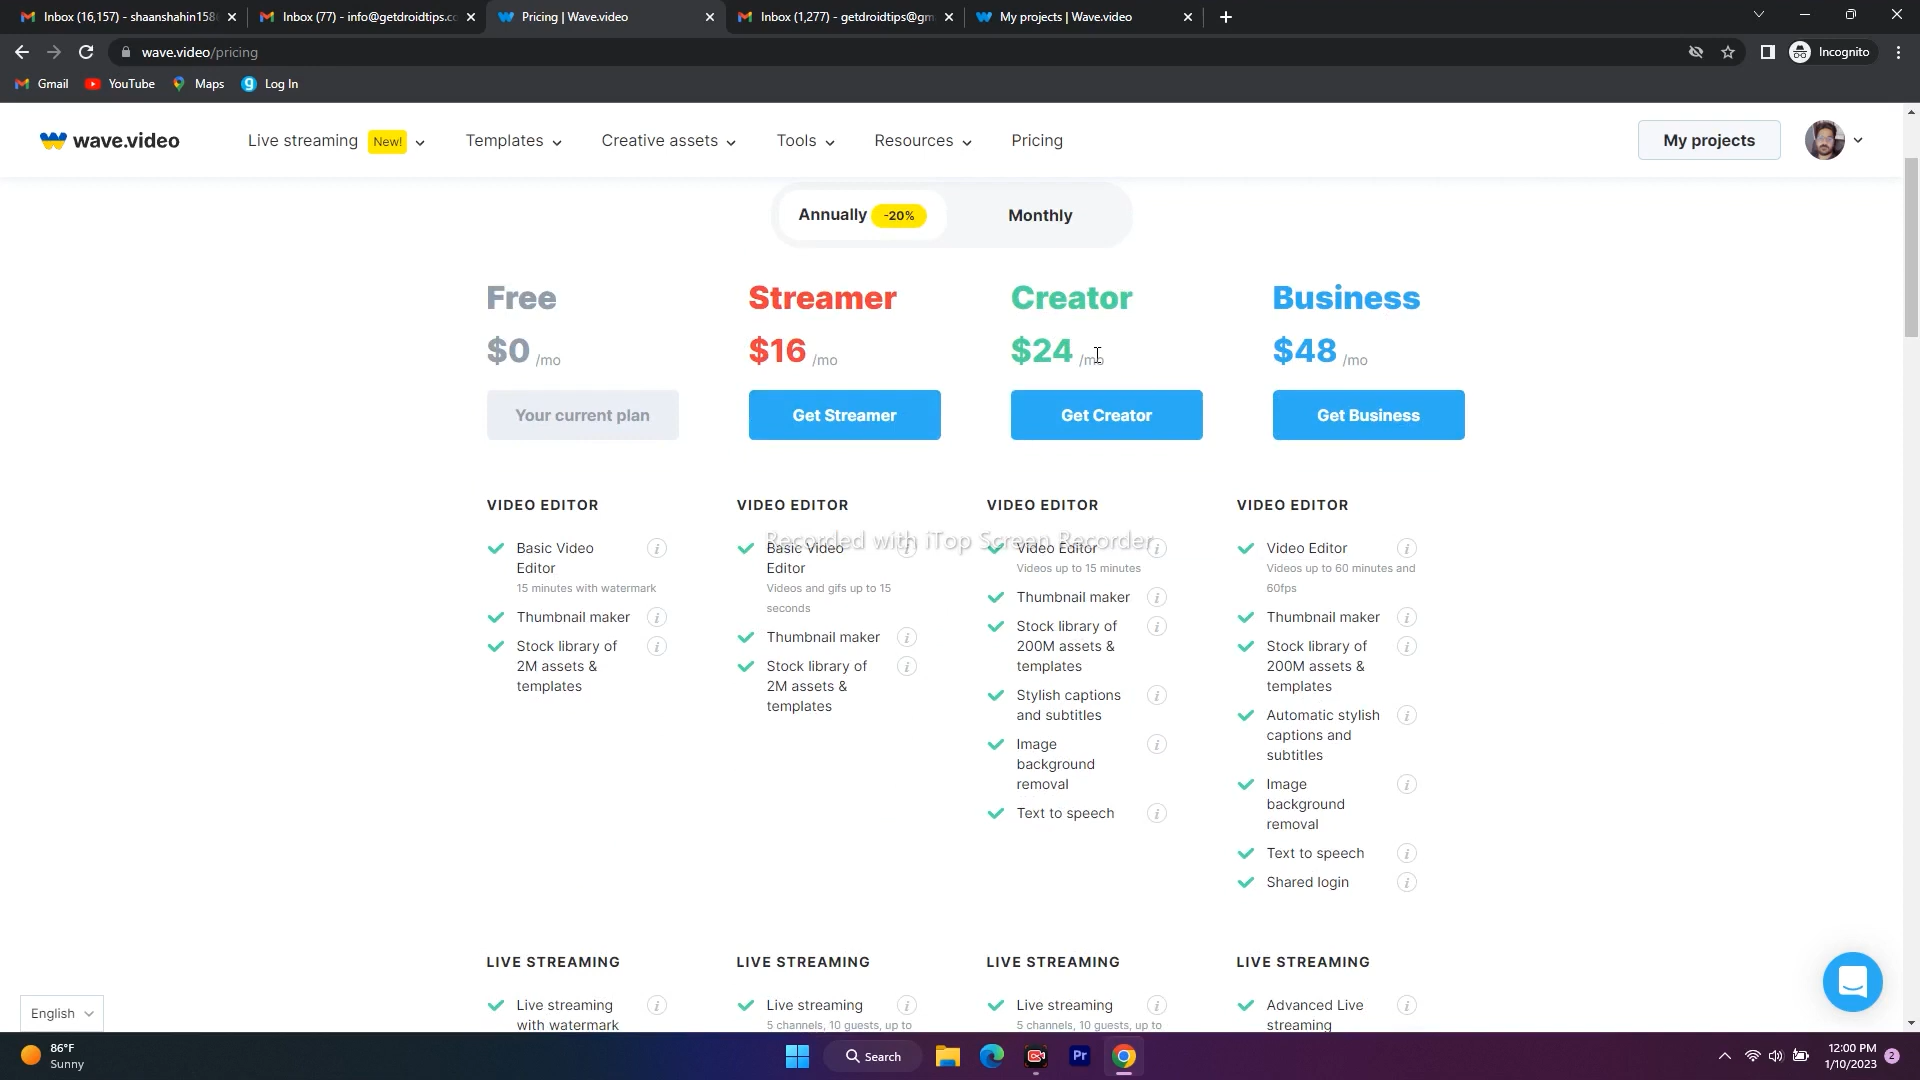 Inbox (16,157) - shaanshahin158
Inbox (77) - info@getdroidtips.co
Pricing | Wave.video
Inbox (1,277) - getdroidtips@gm
My projects | Wave.video
wave.video/pricing
Incognito
Gmail
YouTube
Maps
Log In
wave.video
Live streaming New!
Templates
Creative assets
Tools
Resources
Pricing
My projects
Annually -20%
Monthly
Free
Streamer
Creator
Business
$0 /mo
$16 /mo
$24 /mo
$48 /mo
Your current plan
Get Streamer
Get Creator
Get Business
VIDEO EDITOR
Basic Video
Editor
15 minutes with watermark
Thumbnail maker
Stock library of
2M assets &
templates
VIDEO EDITOR
Basic Video
Editor
Videos and gifs up to 15
seconds
Thumbnail maker
Stock library of
2M assets &
templates
VIDEO EDITOR
Video Editor
Videos up to 15 minutes
Thumbnail maker
Stock library of
200M assets &
templates
Stylish captions
and subtitles
Image
background
removal
Text to speech
VIDEO EDITOR
Video Editor
Videos up to 60 minutes and
60fps
Thumbnail maker
Stock library of
200M assets &
templates
Automatic stylish
captions and
subtitles
Image
background
removal
Text to speech
Shared login
Recorded with iTop Screen Recorder
LIVE STREAMING
Live streaming
with watermark
LIVE STREAMING
Live streaming
5 channels, 10 guests, up to
LIVE STREAMING
Live streaming
5 channels, 10 guests, up to
LIVE STREAMING
Advanced Live
streaming
English
86°F
Sunny
Search
Pr
12:00 PM
1/10/2023
2